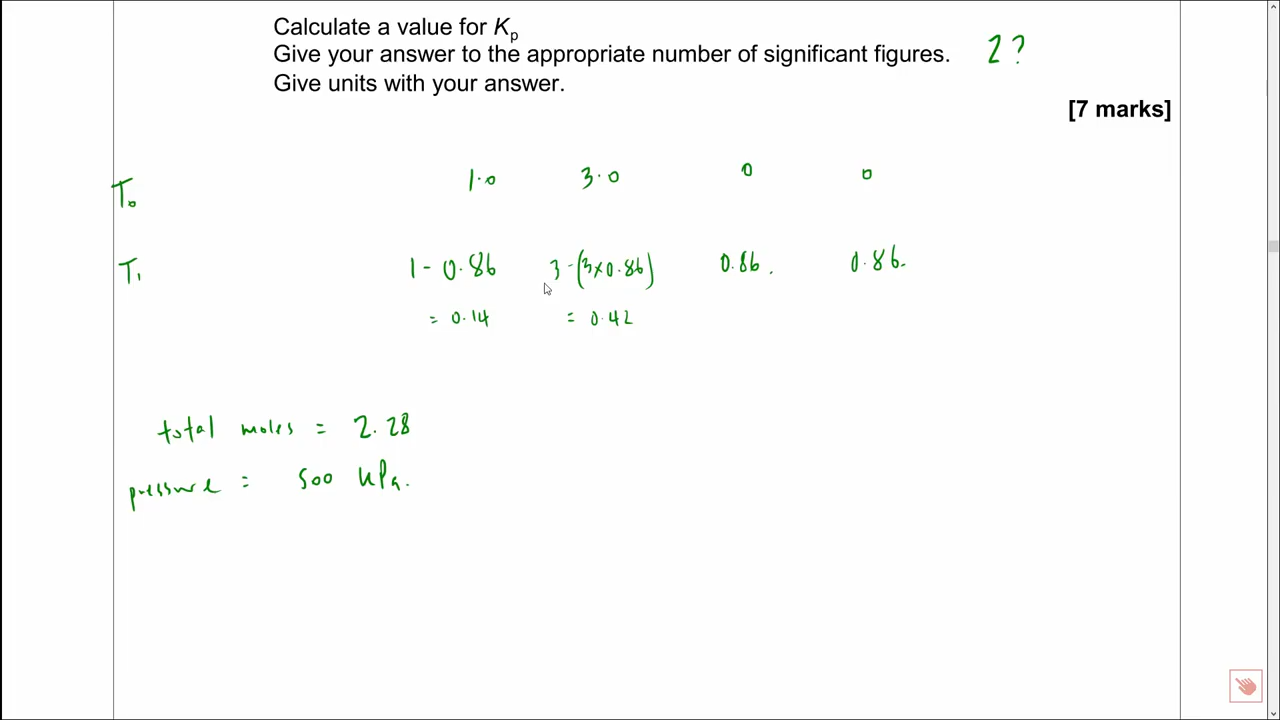 Calculate a value for Kp
Give your answer to the appropriate number of significant figures. 2?
Give units with your answer.
[7 marks]
T₀ 1.0 3.0 0 0
T₁ 1 - 0.86 3 - (3×0.86) 0.86. 0.86.
= 0.14 = 0.42
total moles = 2.28
pressure = 500 kPa.